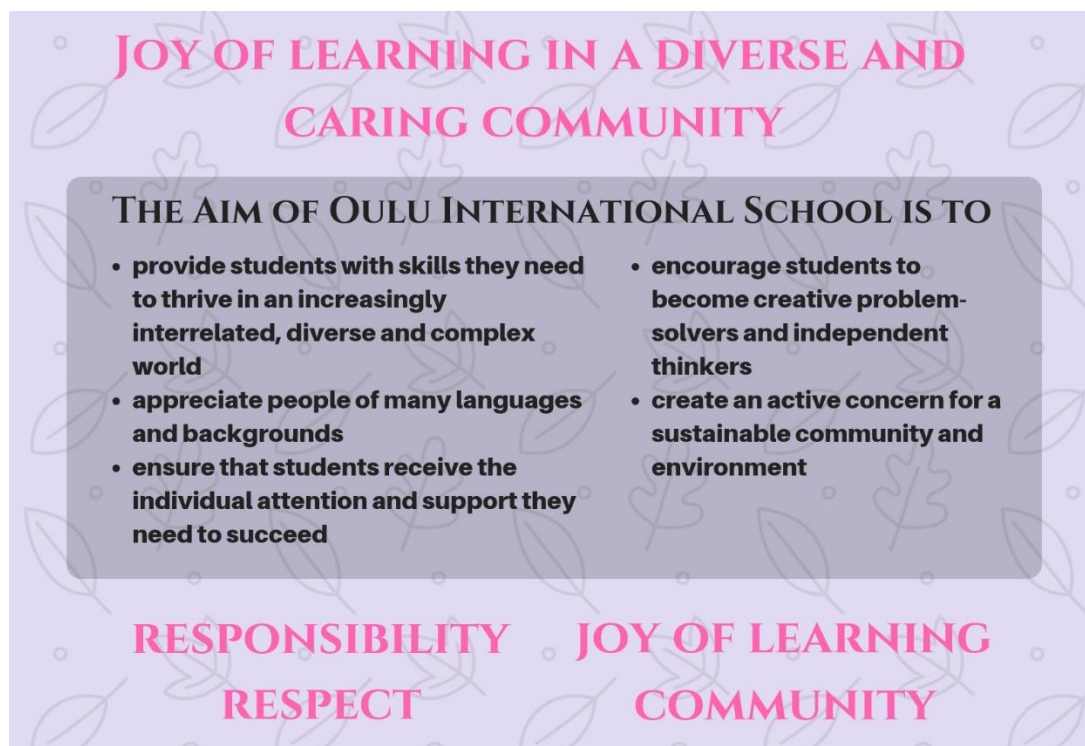 JOY OF LEARNING IN A DIVERSE AND
CARING COMMUNITY
THE AIM OF OULU INTERNATIONAL SCHOOL IS TO
• provide students with skills they need
to thrive in an increasingly
interrelated, diverse and complex
world
• appreciate people of many languages
and backgrounds
• ensure that students receive the
individual attention and support they
need to succeed
• encourage students to
become creative problem-
solvers and independent
thinkers
• create an active concern for a
sustainable community and
environment
RESPONSIBILITY
RESPECT
JOY OF LEARNING
COMMUNITY